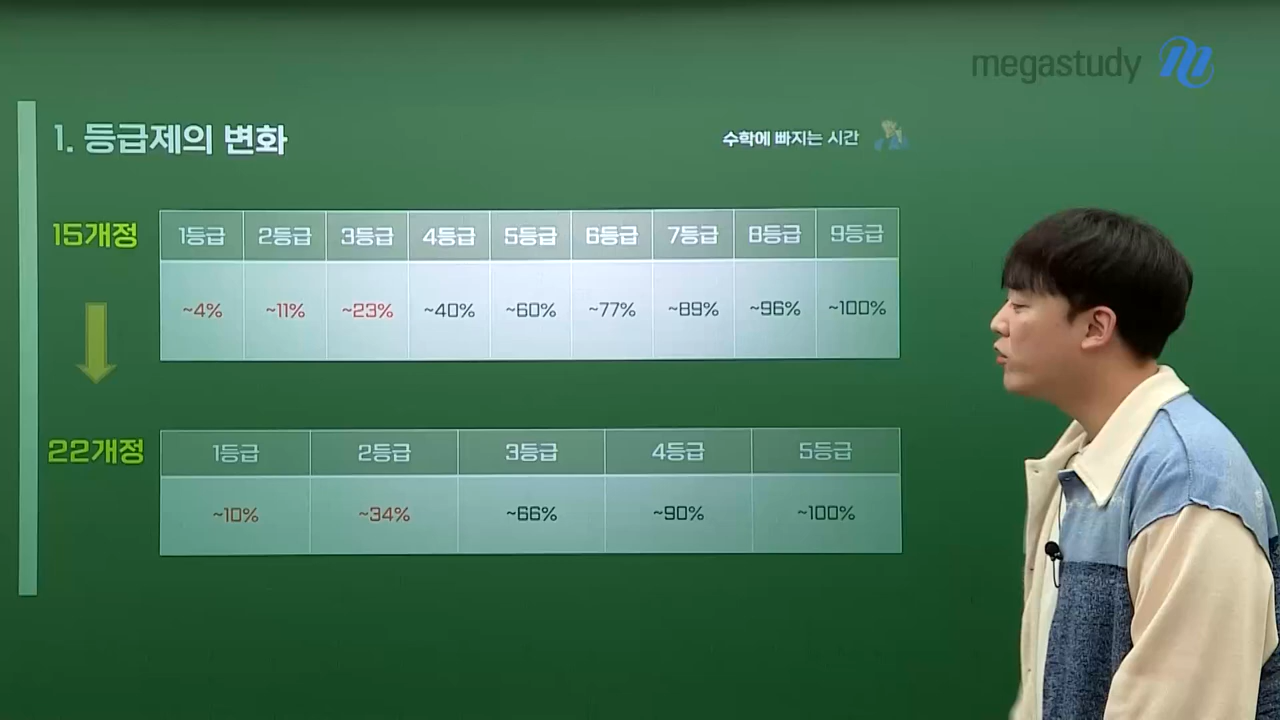 megastudy
1. 등급제의 변화
수학에 빠지는 시간
15개정
1등급 2등급 3등급 4등급 5등급 6등급 7등급 8등급 9등급
~4% ~11% ~23% ~40% ~60% ~77% ~89% ~96% ~100%
22개정
1등급 2등급 3등급 4등급 5등급
~10% ~34% ~66% ~90% ~100%